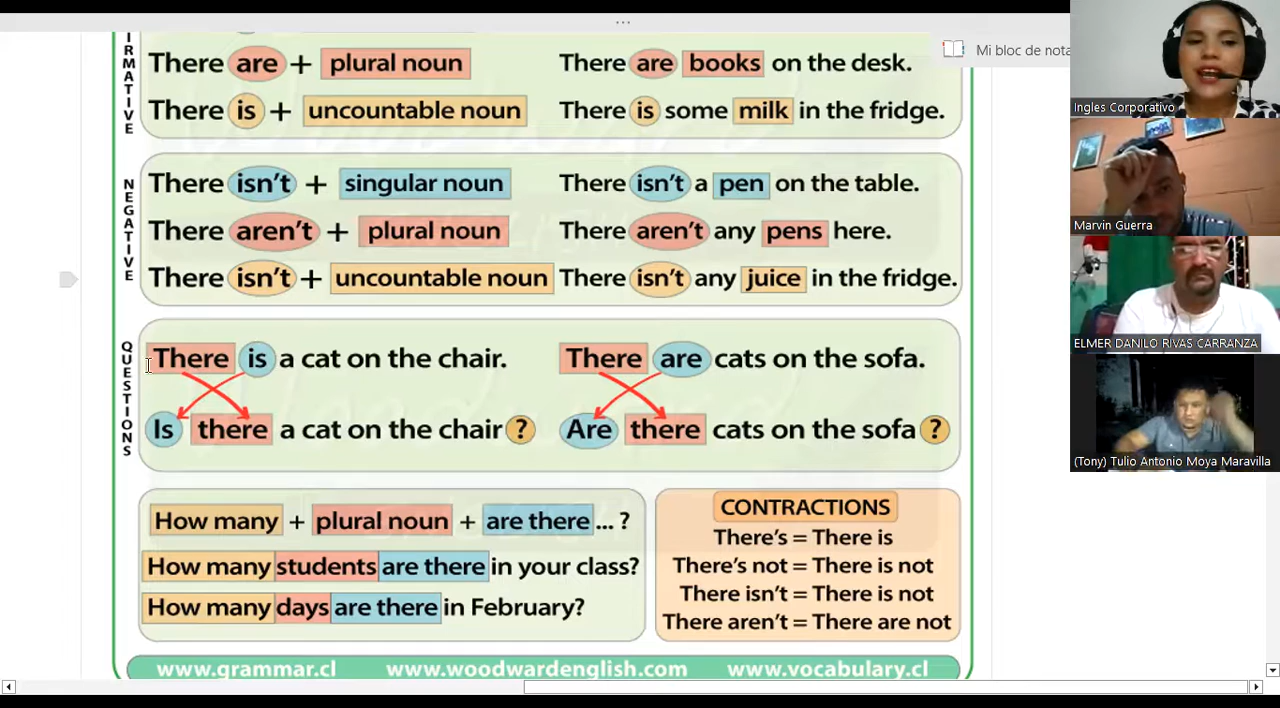 ...
Mi bloc de nota
AFFIRMATIVE
There are + plural noun There are books on the desk.
There is + uncountable noun There is some milk in the fridge.
NEGATIVE
There isn't + singular noun There isn't a pen on the table.
There aren't + plural noun There aren't any pens here.
There isn't + uncountable noun There isn't any juice in the fridge.
QUESTIONS
There is a cat on the chair. There are cats on the sofa.
Is there a cat on the chair ? Are there cats on the sofa ?
How many + plural noun + are there ... ?
How many students are there in your class?
How many days are there in February?
CONTRACTIONS
There's = There is
There's not = There is not
There isn't = There is not
There aren't = There are not
www.grammar.cl www.woodwardenglish.com www.vocabulary.cl
Ingles Corporativo
Marvin Guerra
ELMER DANILO RIVAS CARRANZA
(Tony) Tulio Antonio Moya Maravilla